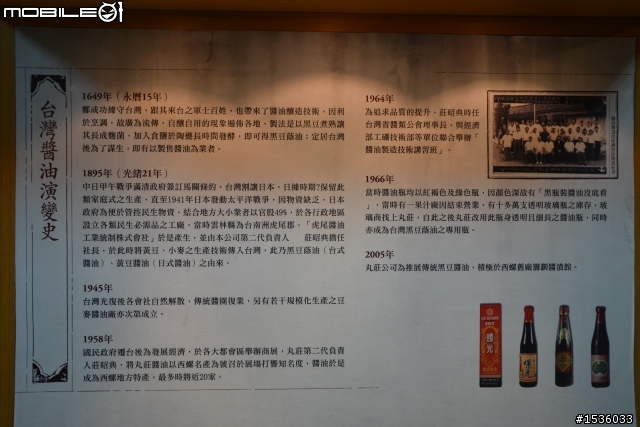 MOBILE01
台灣醬油演變史
1649年(永曆15年)
鄭成功據守台灣,跟其來台之軍士百姓,也帶來了醬油釀造技術,因利
於烹調,故廣為流傳,自釀自用的現象遍佈各地,製法是以黑豆煮熟讓
其長成麴菌,加入食鹽於陶甕長時間發酵,即可得黑豆蔭油;定居台灣
後為了謀生,即有以製售醬油為業者。
1895年(光緒21年)
中日甲午戰爭滿清政府簽訂馬關條約,台灣割讓日本,日據時期?保留此
類家庭式之生產,直至1941年日本發動太平洋戰爭,因物資缺乏,日本
政府為便於管控民生物資,結合地方大小業者以官股49%,於各行政地區
設立各類民生必需品之工廠,當時雲林縣為台南洲虎尾郡,「虎尾醬油
工業統制株式會社」於是產生,並由本公司第二代負責人 莊昭典擔任
社長,於此時將黃豆、小麥之生產技術傳入台灣,此乃黑豆蔭油(台式
醬油)、黃豆醬油(日式醬油)之由來。
1945年
台灣光復後各會社自然解散,傳統醬園復業,另有若干規模化生產之豆
麥醬油廠亦次第成立。
1958年
國民政府遷台後為發展經濟,於各大都會區舉辦商展,丸莊第二代負責
人莊昭典,將丸莊醬油以西螺名產為號召於展場打響知名度,醬油於是
成為西螺地方特產,最多時將近20家。
1964年
為追求品質的提升,莊昭典時任
台灣省醬類公會理事長,與經濟
部工礦技術部等單位聯合舉辦「
醬油製造技術講習班」。
1966年
當時醬油瓶均以紅褐色及綠色瓶,因顏色深故有「黑瓶裝醬油沒底看
」,當時有一果汁廠因結束營業,有十多萬支透明玻璃瓶之庫存,玻
璃商找上丸莊,自此之後丸莊改用此瓶身透明且細長之醬油瓶,同時
亦成為台灣黑豆蔭油之專用瓶。
2005年
丸莊公司為推展傳統黑豆醬油、積極於西螺舊廠籌劃醬漬館。
#1536033